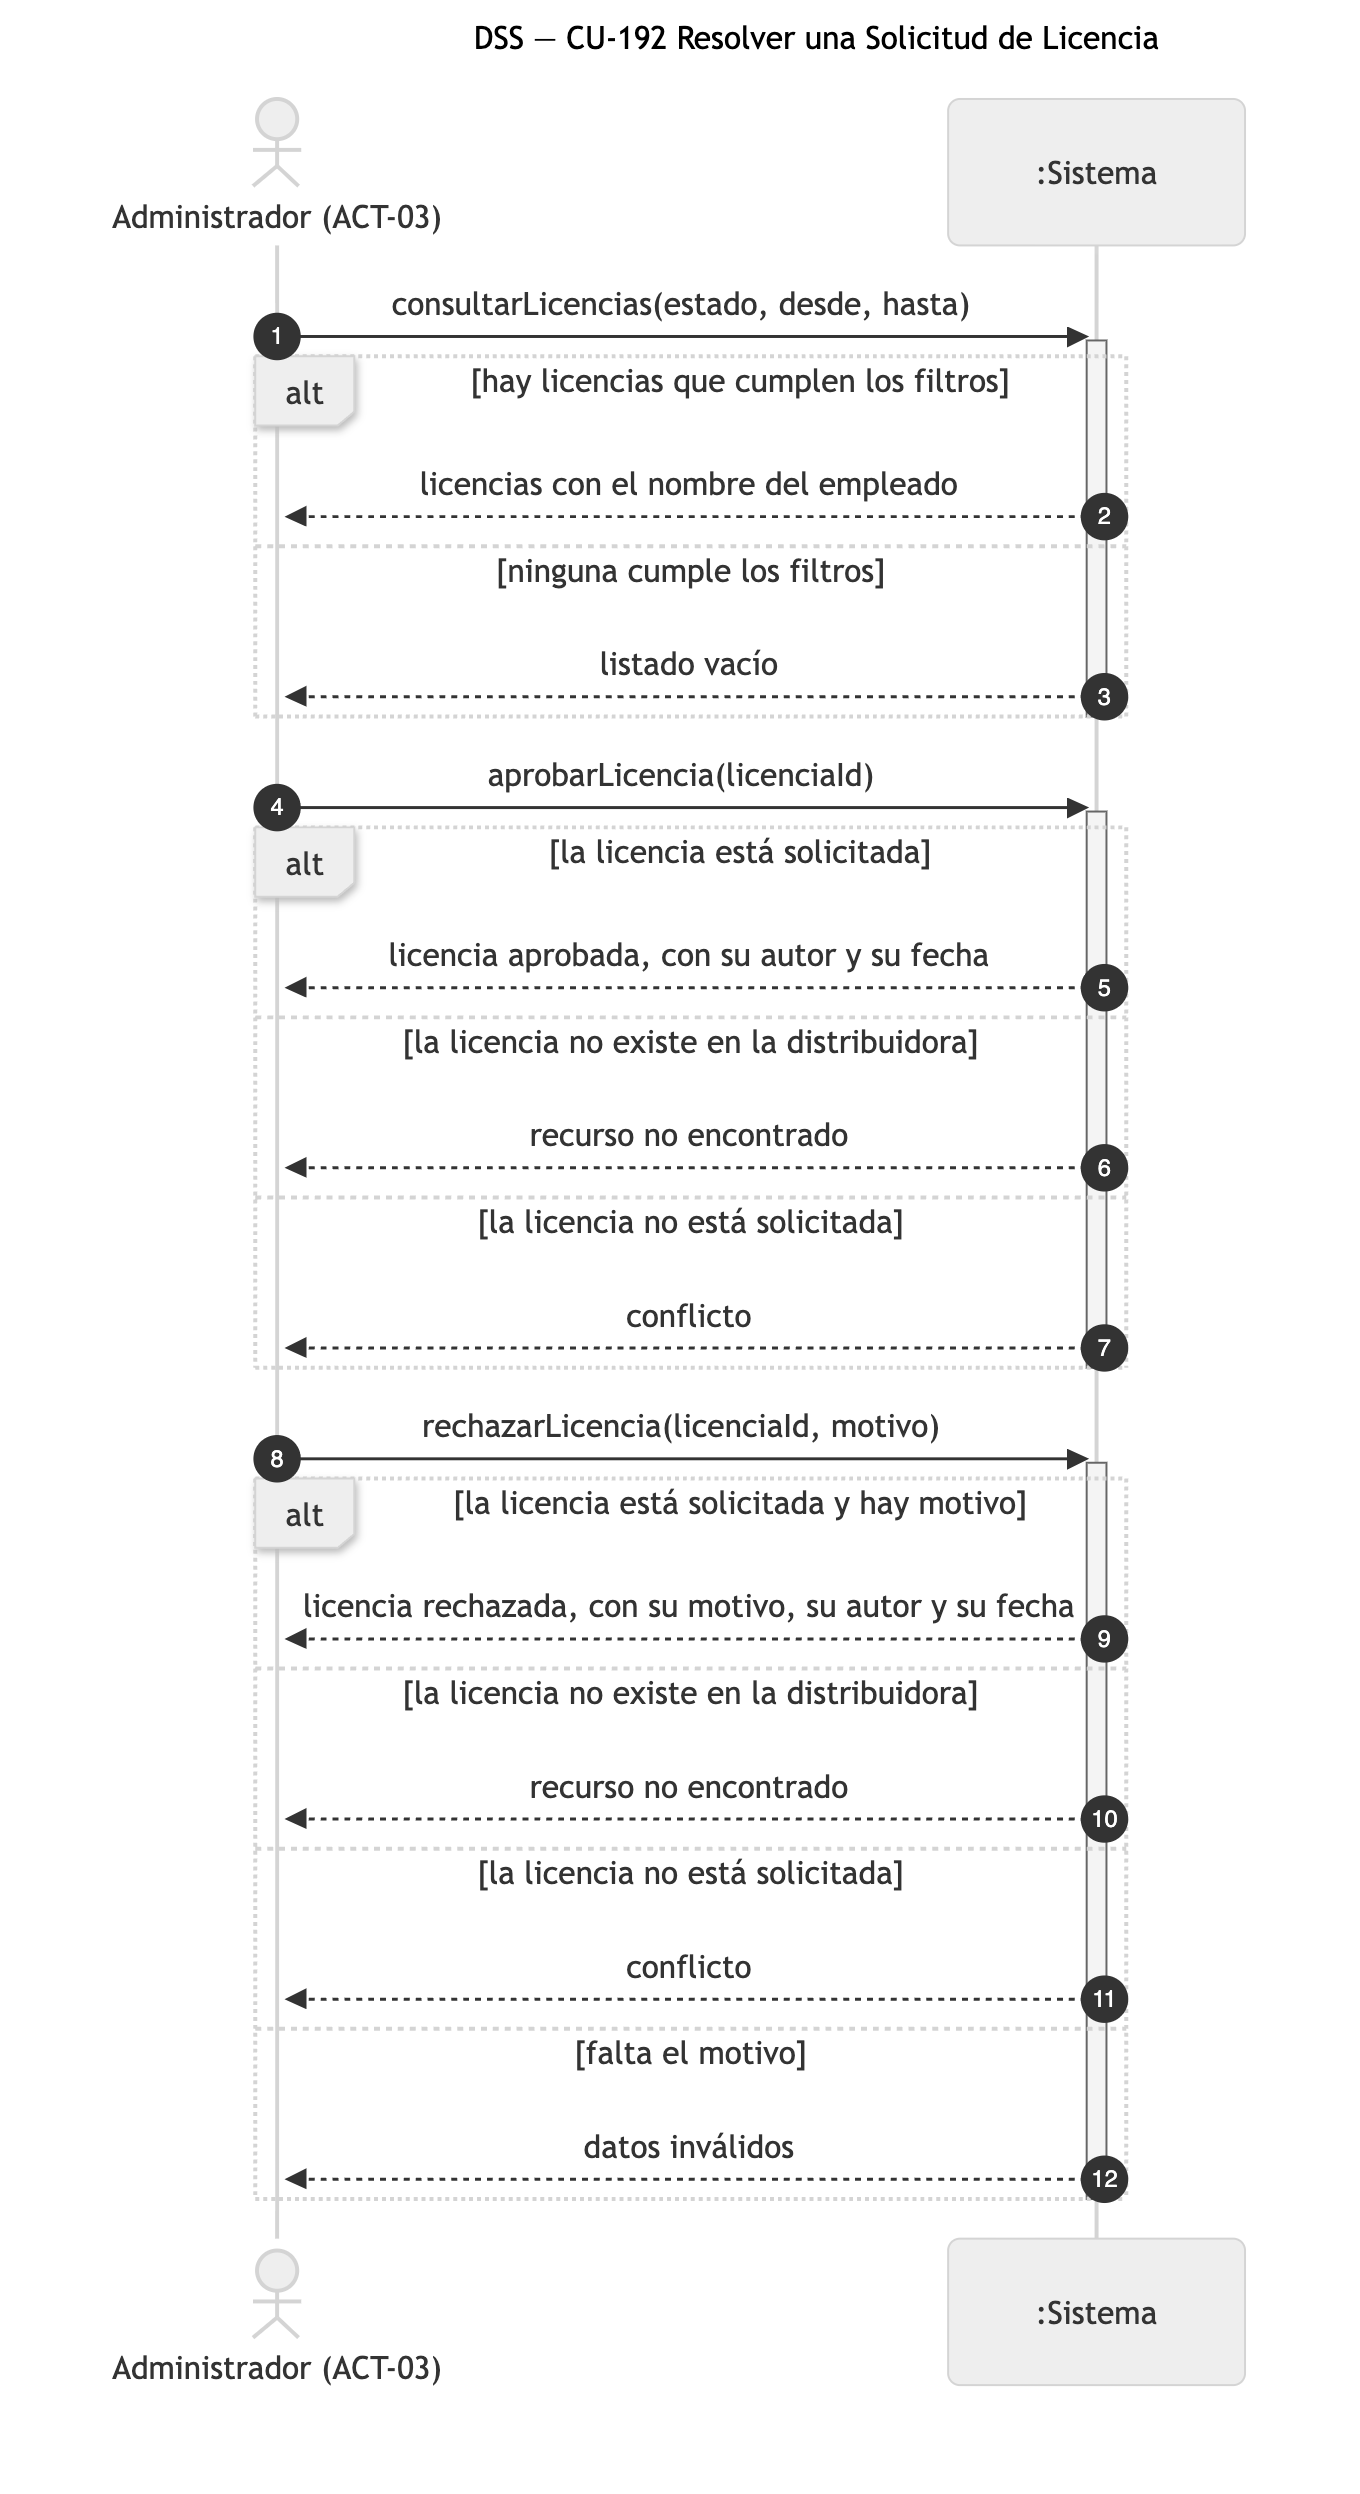 DSS — CU-192 Resolver una Solicitud de Licencia
Administrador (ACT-03)
:Sistema
consultarLicencias(estado, desde, hasta)
1
alt
[hay licencias que cumplen los filtros]
licencias con el nombre del empleado
2
[ninguna cumple los filtros]
listado vacío
3
aprobarLicencia(licenciaId)
4
alt
[la licencia está solicitada]
licencia aprobada, con su autor y su fecha
5
[la licencia no existe en la distribuidora]
recurso no encontrado
6
[la licencia no está solicitada]
conflicto
7
rechazarLicencia(licenciaId, motivo)
8
alt
[la licencia está solicitada y hay motivo]
licencia rechazada, con su motivo, su autor y su fecha
9
[la licencia no existe en la distribuidora]
recurso no encontrado
10
[la licencia no está solicitada]
conflicto
11
[falta el motivo]
datos inválidos
12
Administrador (ACT-03)
:Sistema